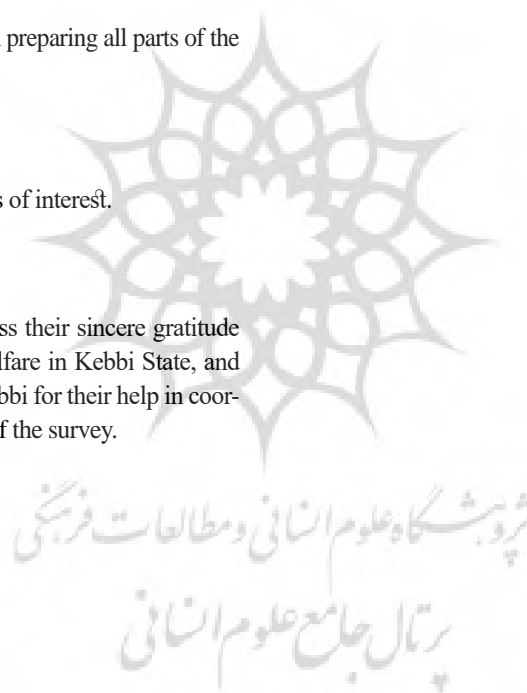 preparing all parts of the
s of interest.
ss their sincere gratitude
lfare in Kebbi State, and
bbi for their help in coor-
f the survey.
پژوهشگاه علوم انسانی و مطالعات فرهنگی
پرتال جامع علوم انسانی